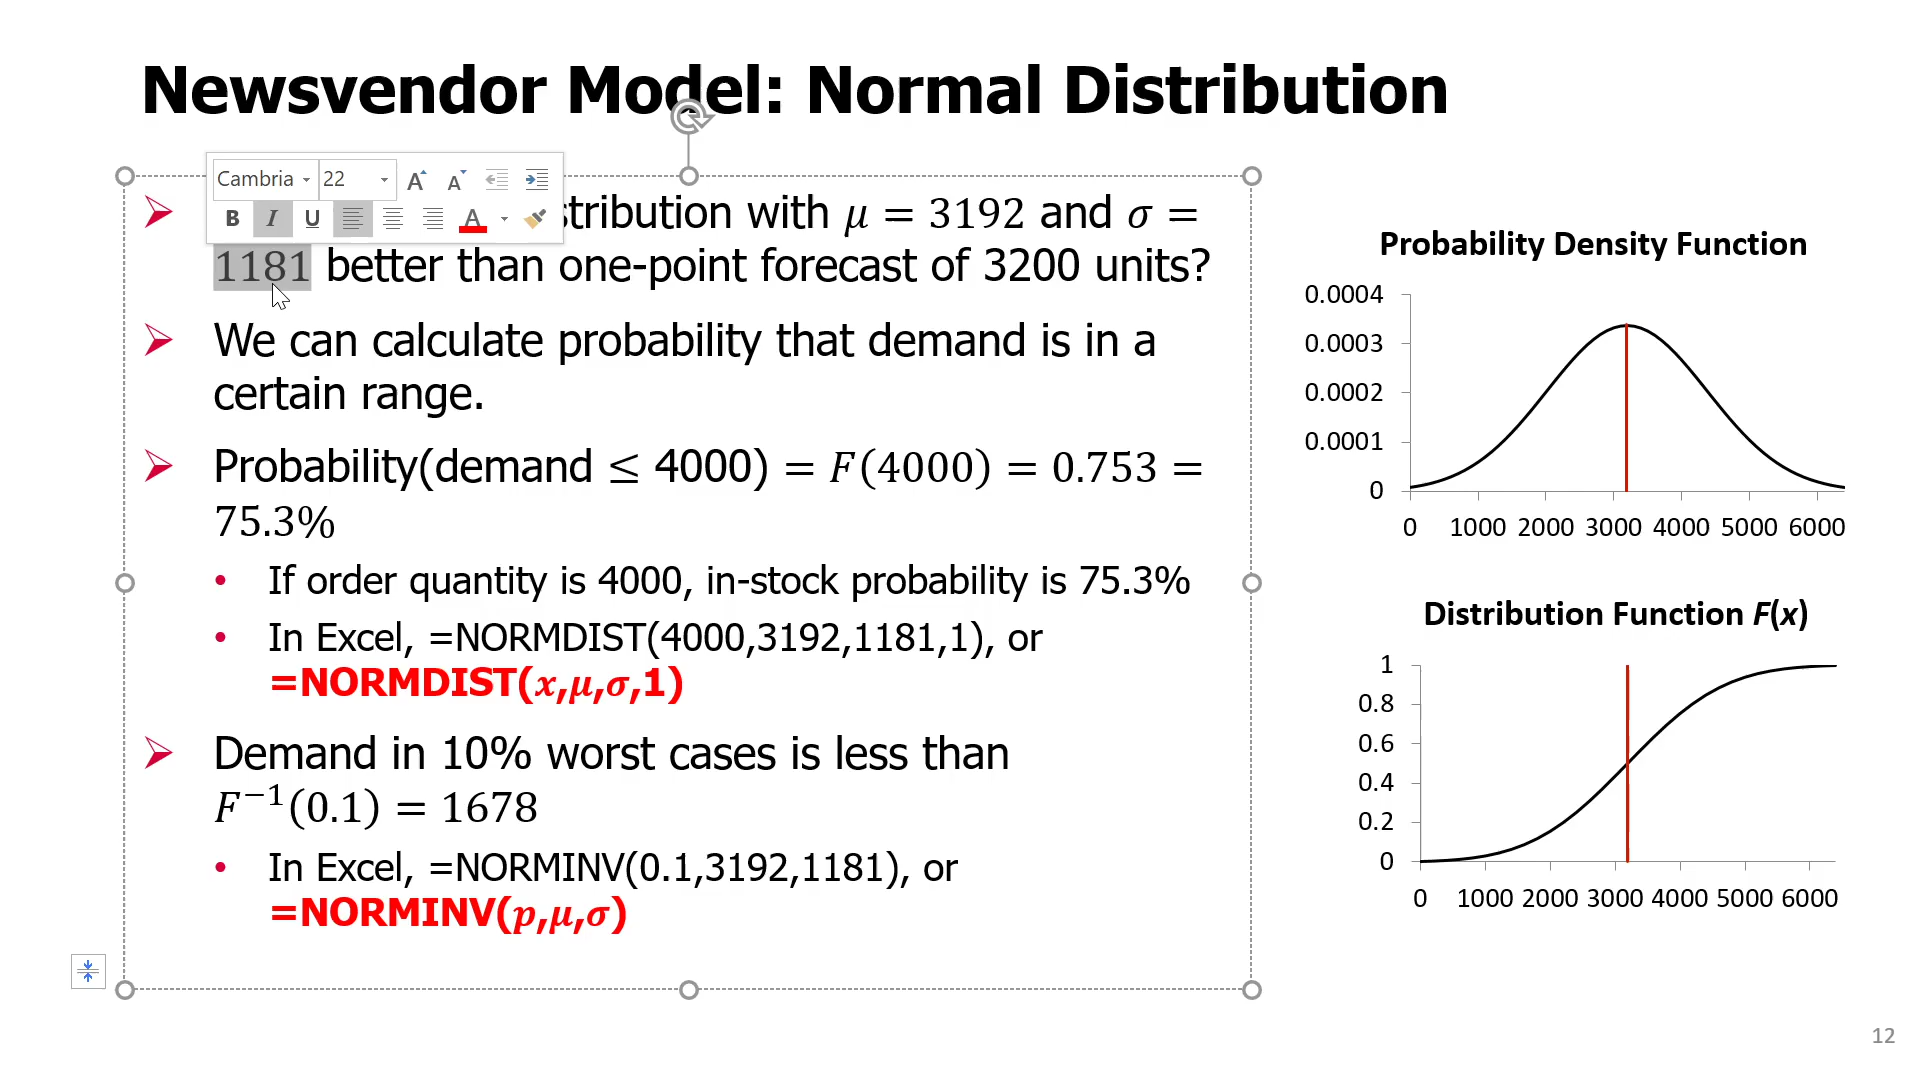 Newsvendor Model: Normal Distribution
Cambria 22
B I U A
stribution with μ = 3192 and σ =
1181 better than one-point forecast of 3200 units?
➢ We can calculate probability that demand is in a
certain range.
➢ Probability(demand ≤ 4000) = F(4000) = 0.753 =
75.3%
• If order quantity is 4000, in-stock probability is 75.3%
• In Excel, =NORMDIST(4000,3192,1181,1), or
=NORMDIST(x,μ,σ,1)
➢ Demand in 10% worst cases is less than
F⁻¹(0.1) = 1678
• In Excel, =NORMINV(0.1,3192,1181), or
=NORMINV(p,μ,σ)
Probability Density Function
0.0004
0.0003
0.0002
0.0001
0
0 1000 2000 3000 4000 5000 6000
Distribution Function F(x)
1
0.8
0.6
0.4
0.2
0
0 1000 2000 3000 4000 5000 6000
12